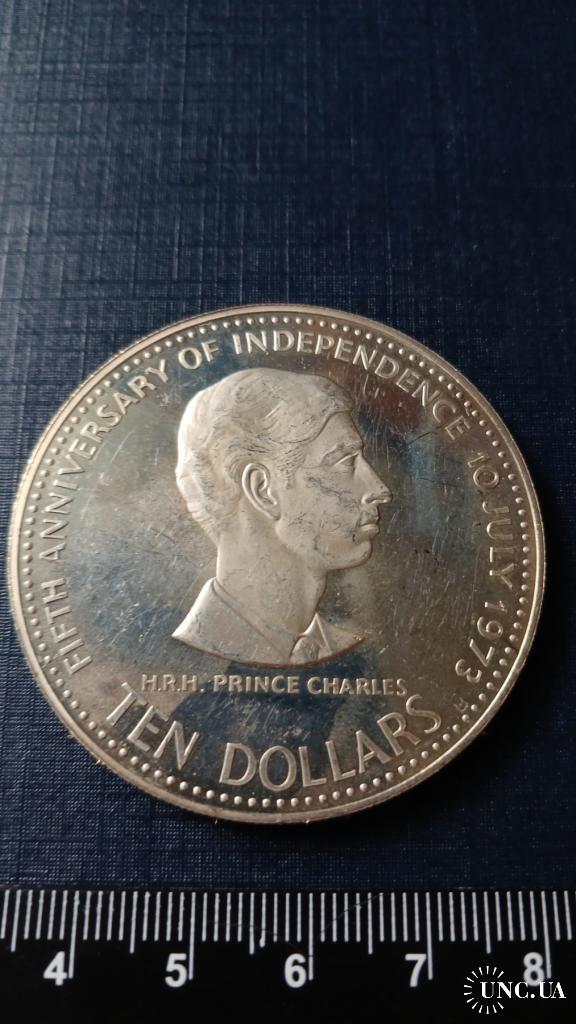 FIFTH ANNIVERSARY OF INDEPENDENCE 10 JULY 1973
H.R.H. PRINCE CHARLES
TEN DOLLARS
4 5 6 7 8
UNC.UA